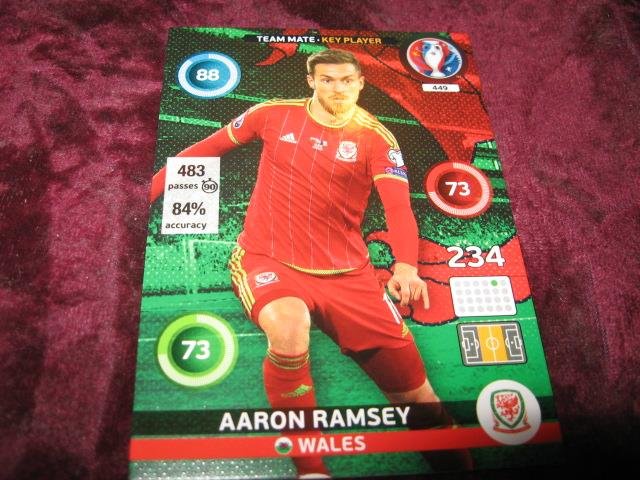 TEAM MATE · KEY PLAYER
88
449
483
passes 90
84%
accuracy
73
234
73
AARON RAMSEY
WALES